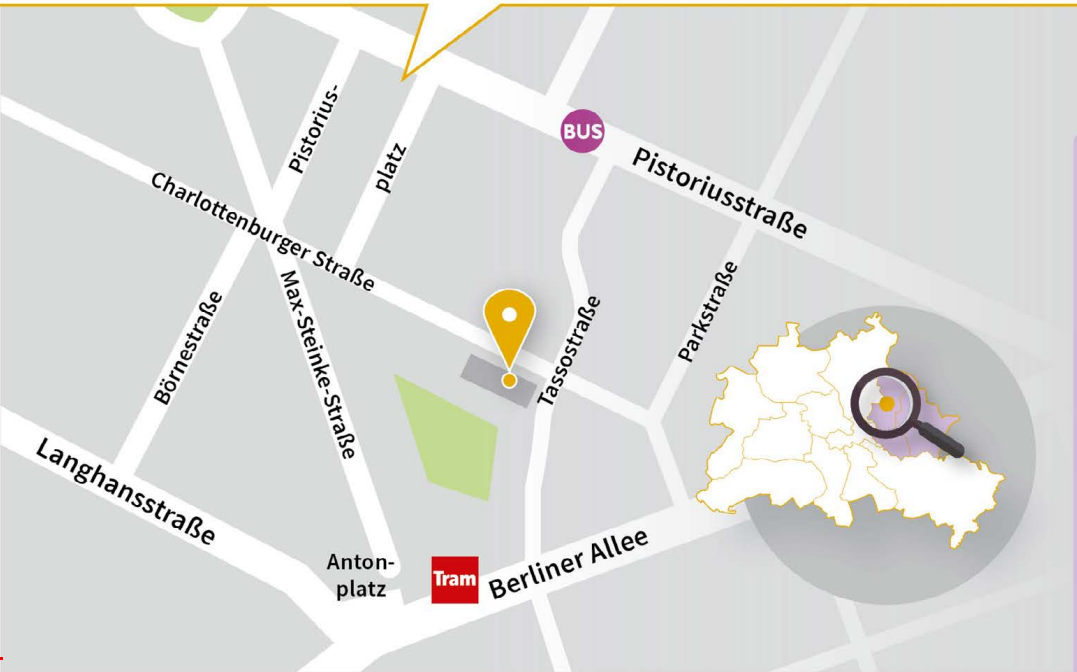 BUS
Pistorius-
platz
Pistoriusstraße
Charlottenburger Straße
Max-Steinke-Straße
Börnestraße
Tassostraße
Parkstraße
Langhansstraße
Anton-
platz
Tram
Berliner Allee